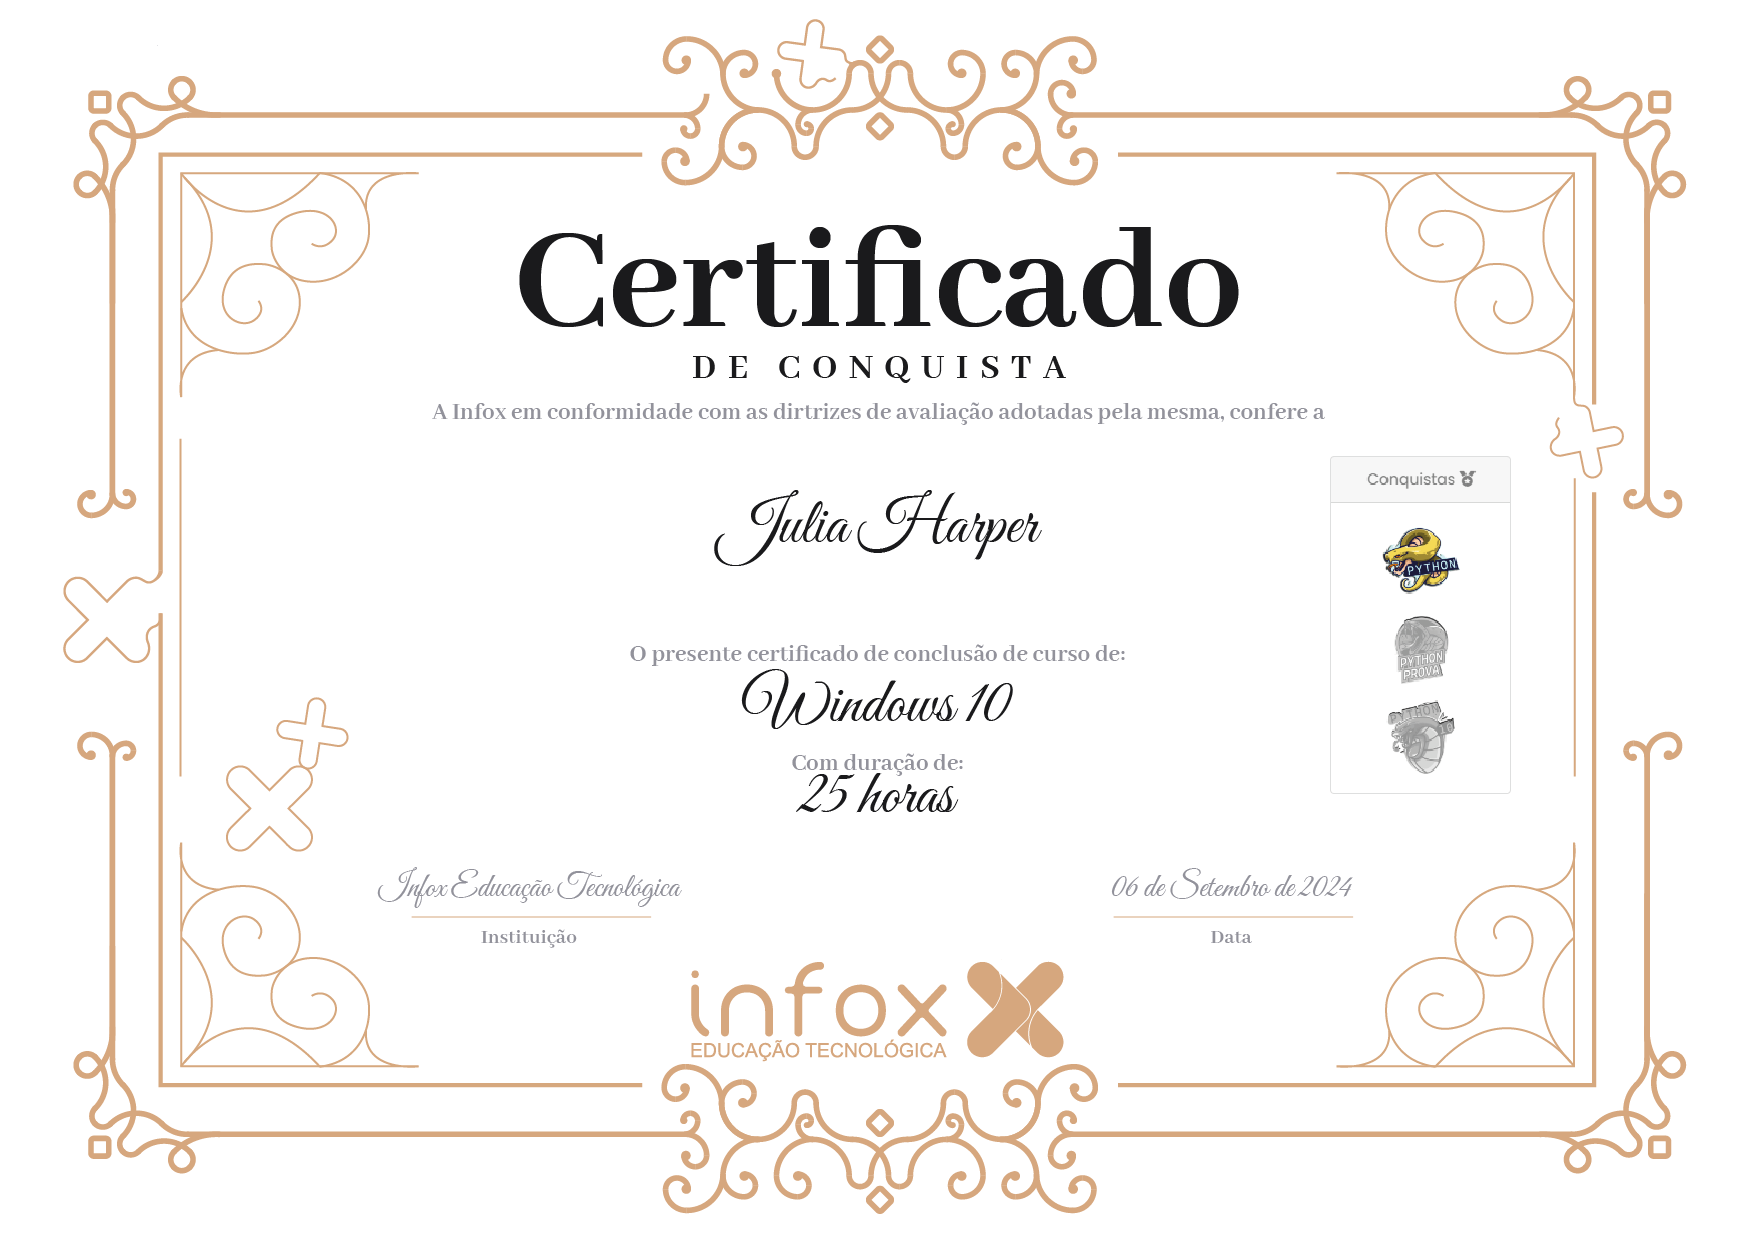 Certificado
DE CONQUISTA
A Infox em conformidade com as dirtrizes de avaliação adotadas pela mesma, confere a
Conquistas
Julia Harper
PYTHON
PYTHON
PROVA
O presente certificado de conclusão de curso de:
Windows 10
PYTHON
Com duração de:
25 horas
Infox Educação Tecnológica
06 de Setembro de 2024
Instituição
Data
infox
EDUCAÇÃO TECNOLÓGICA